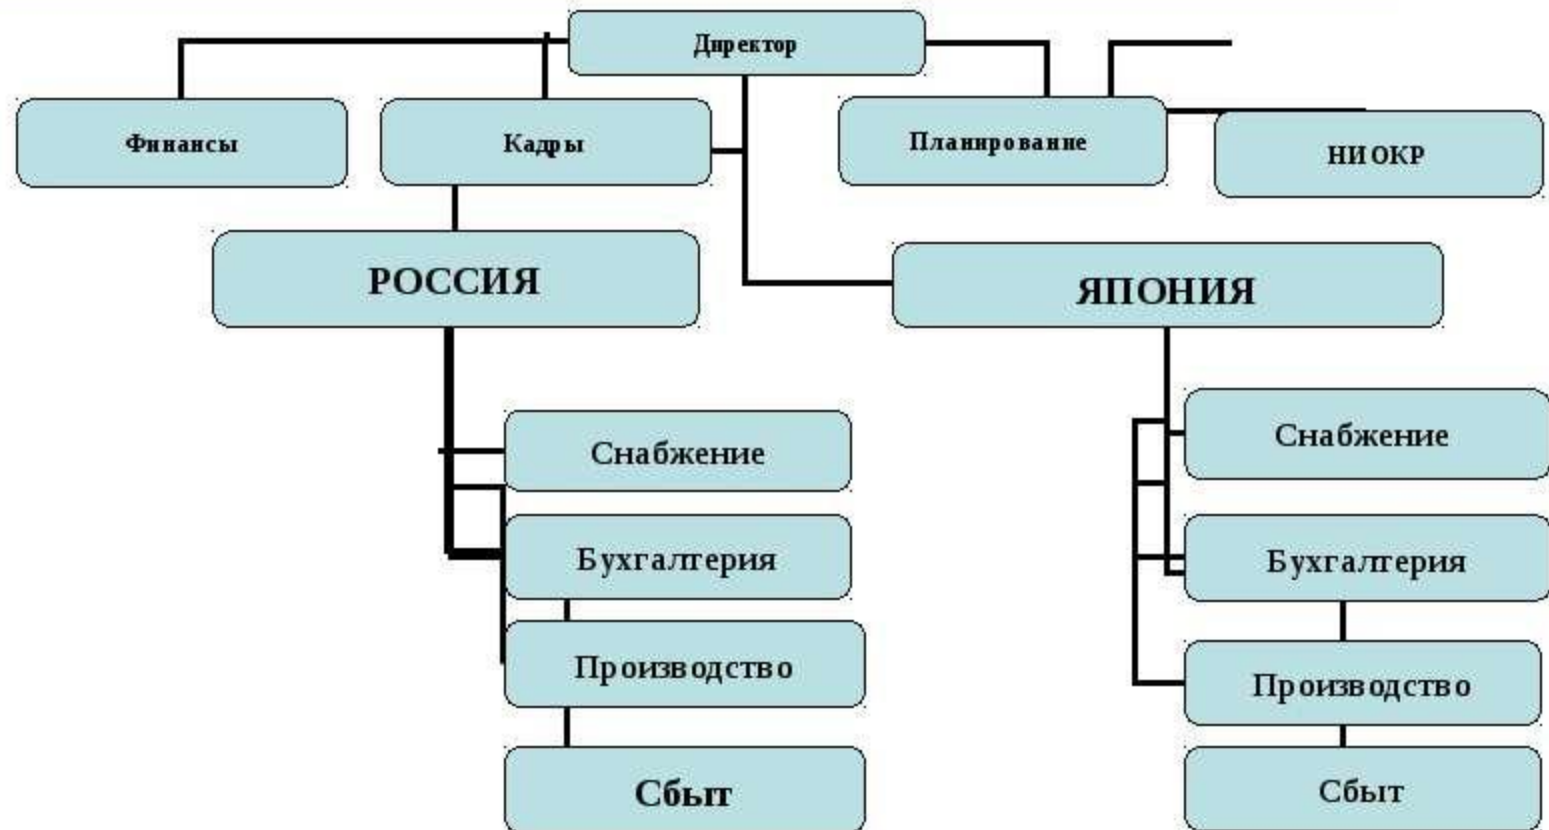 Директор
Финансы
Кадры
Планирование
НИОКР
РОССИЯ
ЯПОНИЯ
Снабжение
Бухгалтерия
Производство
Сбыт
Снабжение
Бухгалтерия
Производство
Сбыт